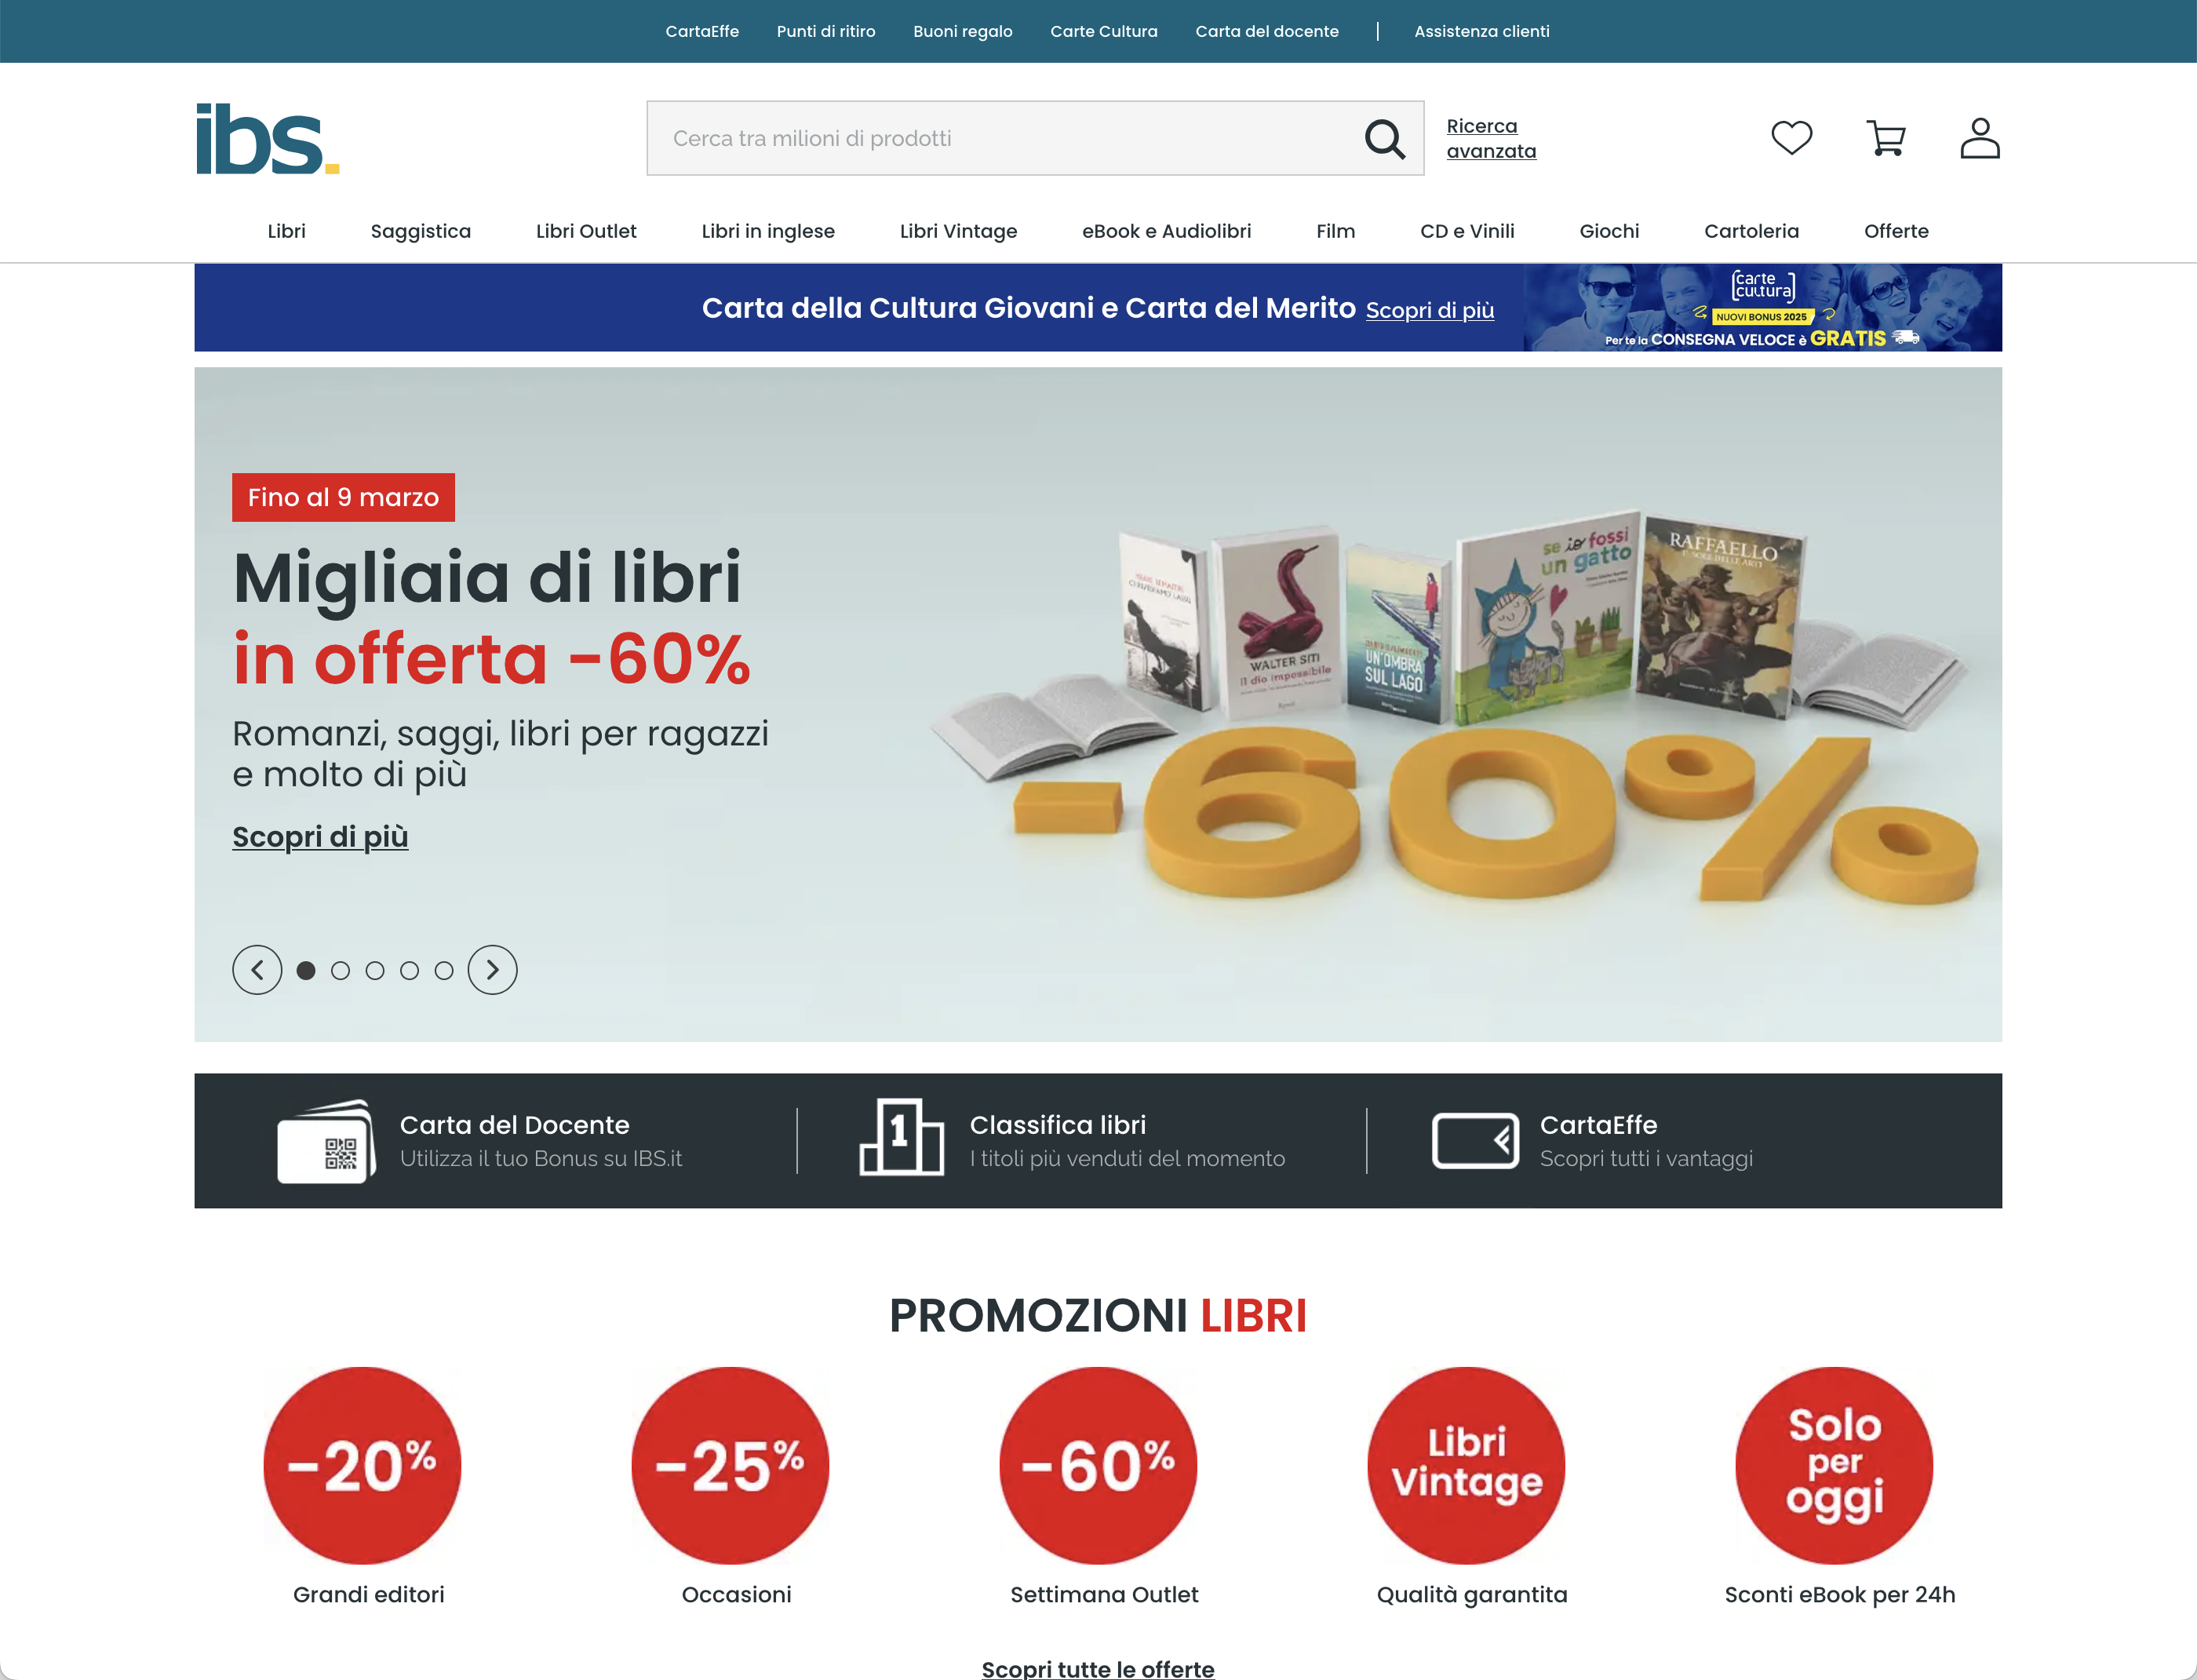 CartaEffe Punti di ritiro Buoni regalo Carte Cultura Carta del docente | Assistenza clienti
ibs.
Cerca tra milioni di prodotti
Ricerca
avanzata
Libri Saggistica Libri Outlet Libri in inglese Libri Vintage eBook e Audiolibri Film CD e Vinili Giochi Cartoleria Offerte
Carta della Cultura Giovani e Carta del Merito Scopri di più
[carte
cultura]
NUOVI BONUS 2025
Per te la CONSEGNA VELOCE è GRATIS
Fino al 9 marzo
Migliaia di libri
in offerta -60%
Romanzi, saggi, libri per ragazzi
e molto di più
Scopri di più
WALTER SITI
Il dio impossibile
UN'OMBRA
SUL LAGO
se io fossi
un gatto
RAFFAELLO
-60%
Carta del Docente
Utilizza il tuo Bonus su IBS.it
1
Classifica libri
I titoli più venduti del momento
CartaEffe
Scopri tutti i vantaggi
PROMOZIONI LIBRI
-20%
Grandi editori
-25%
Occasioni
-60%
Settimana Outlet
Libri
Vintage
Qualità garantita
Solo
per
oggi
Sconti eBook per 24h
Scopri tutte le offerte